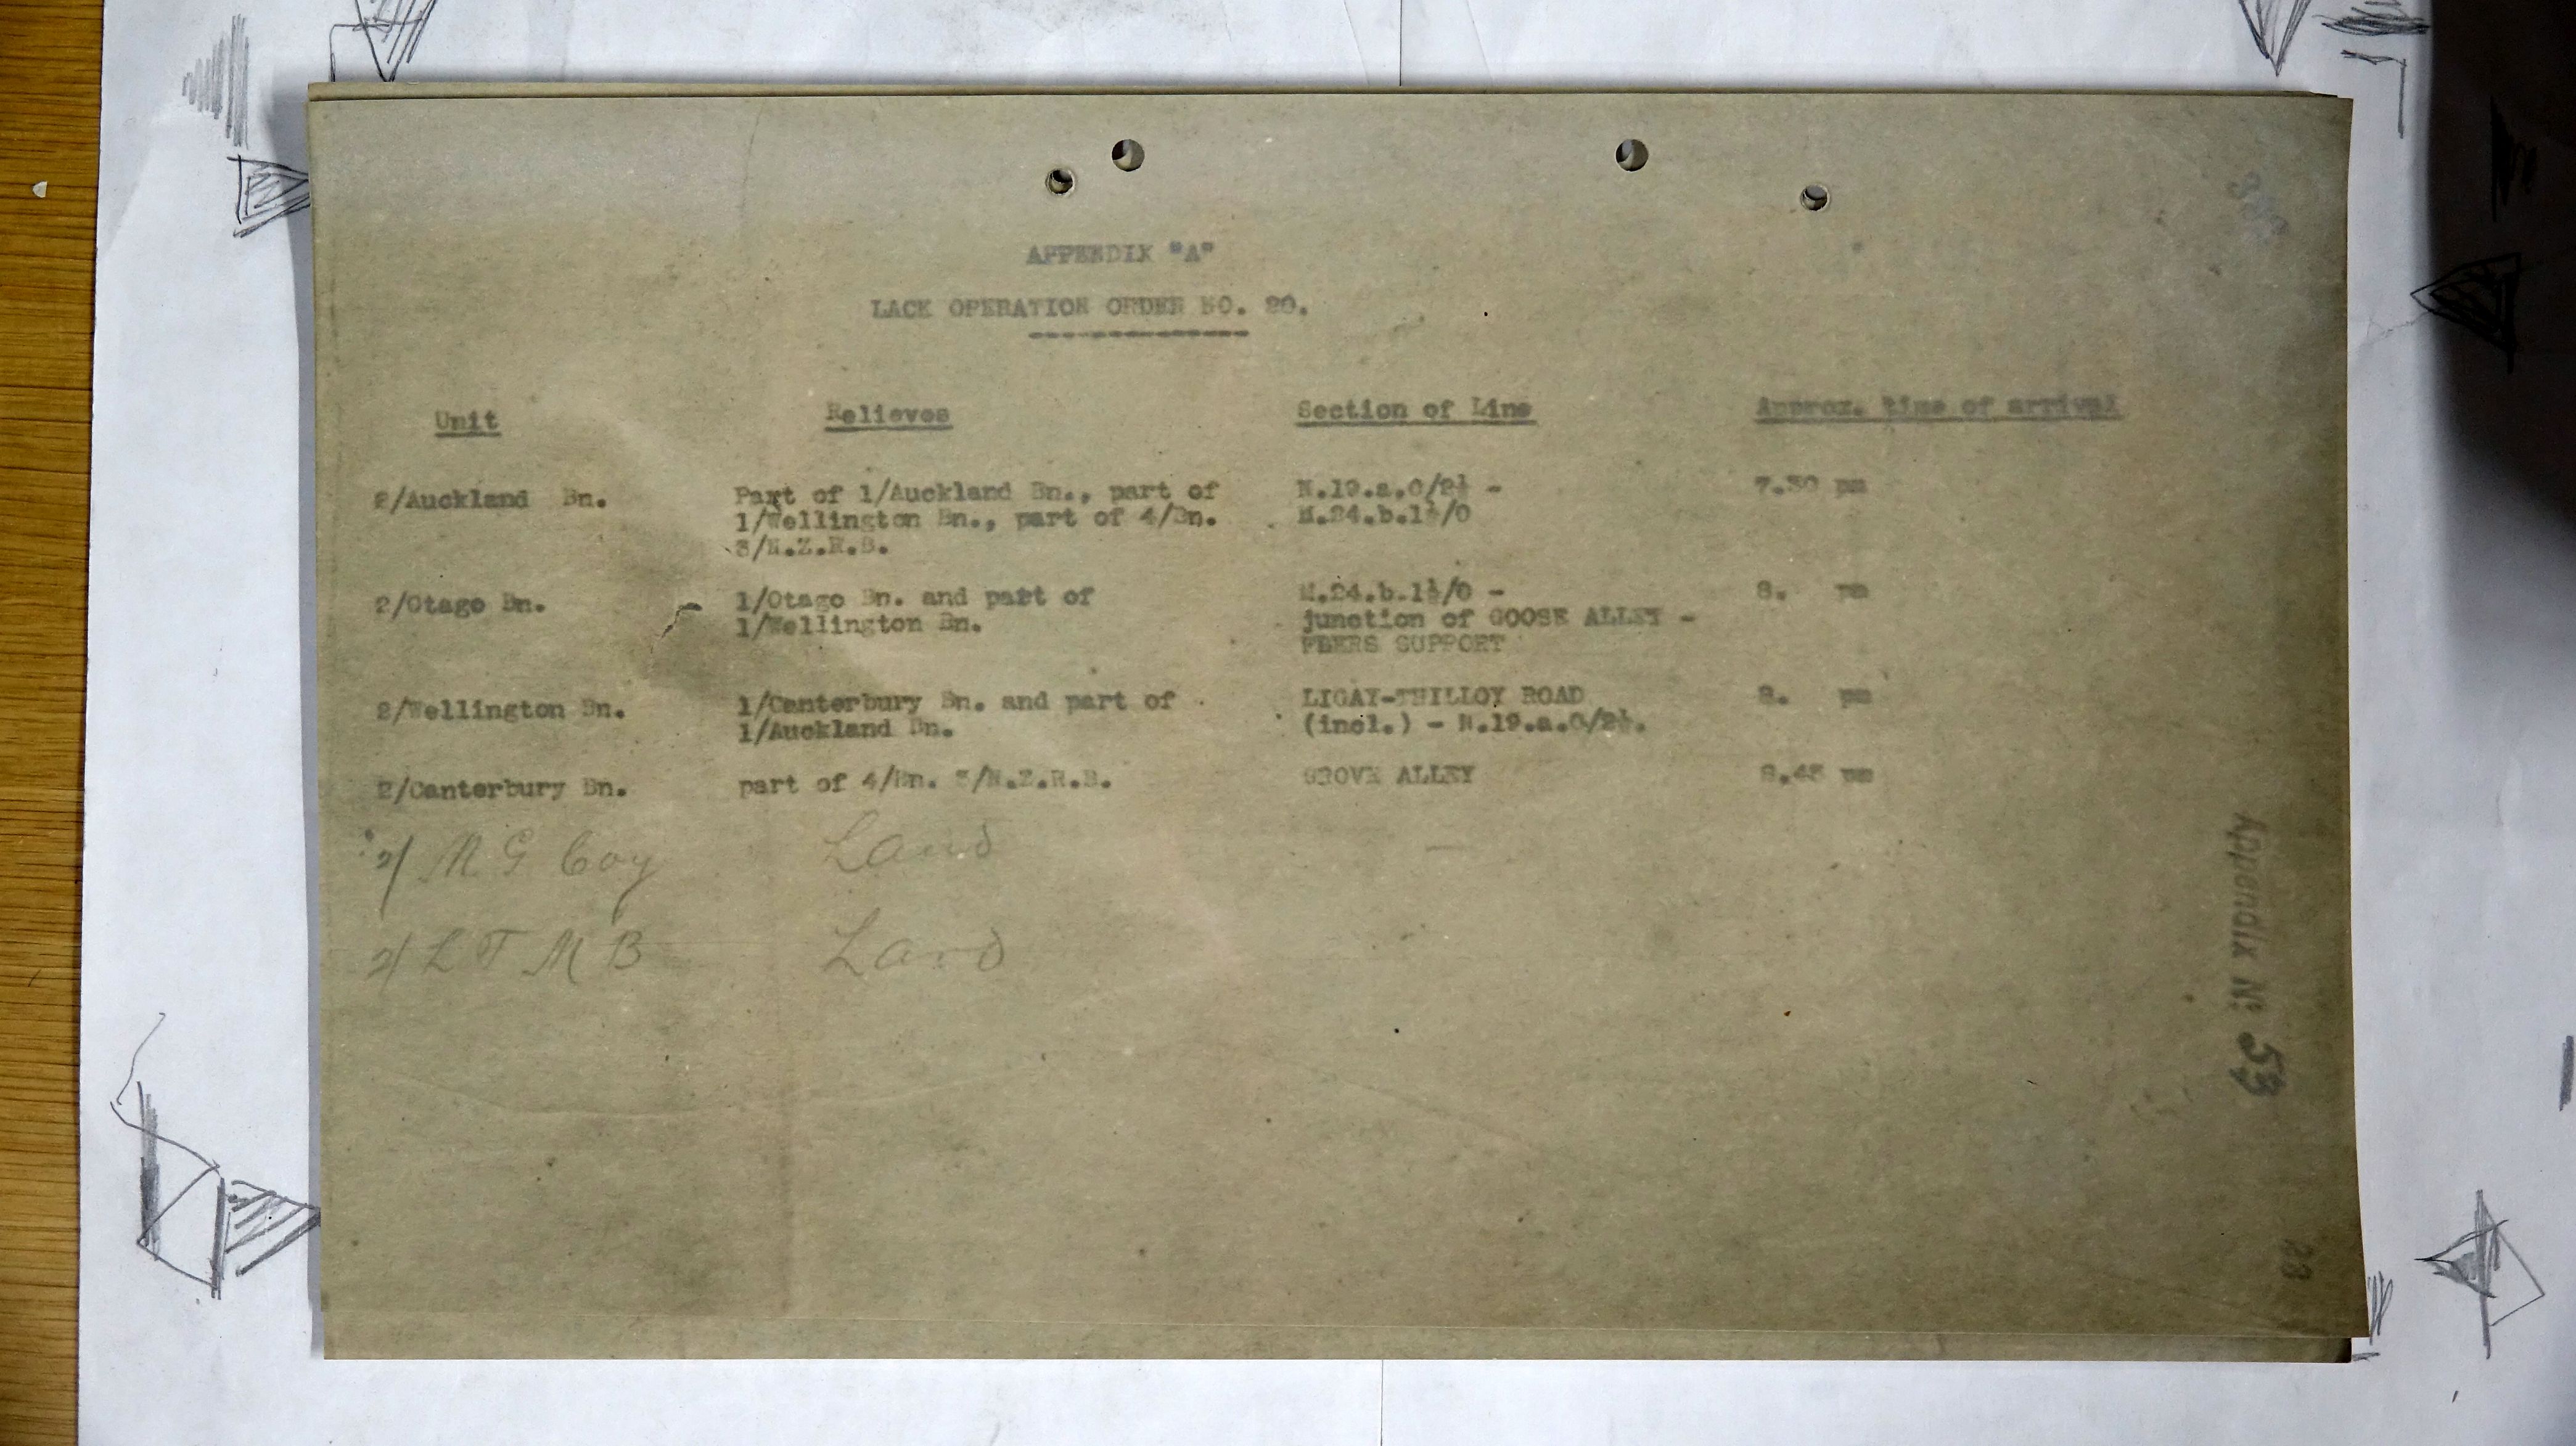 APPENDIX "A"
LACK OPERATION ORDER NO. 20.
Unit Relieves Section of Line Approx. time of arrival
2/Auckland Bn. Part of 1/Auckland Bn., part of N.19.a.0/2½ - 7.30 pm
1/Wellington Bn., part of 4/Bn. M.24.b.1½/0
3/N.Z.R.B.
2/Otago Bn. 1/Otago Bn. and part of M.24.b.1½/0 - 8. pm
1/Wellington Bn. junction of GOOSE ALLEY -
SUPPORT
2/Wellington Bn. 1/Canterbury Bn. and part of LIGAY-THILLOY ROAD 8. pm
1/Auckland Bn. (incl.) - N.19.a.0/2½.
2/Canterbury Bn. part of 4/Bn. 3/N.Z.R.B. GROVE ALLEY 8.45 pm
2/ M G Coy Land -
2/ L T M B Land
Appendix No 53